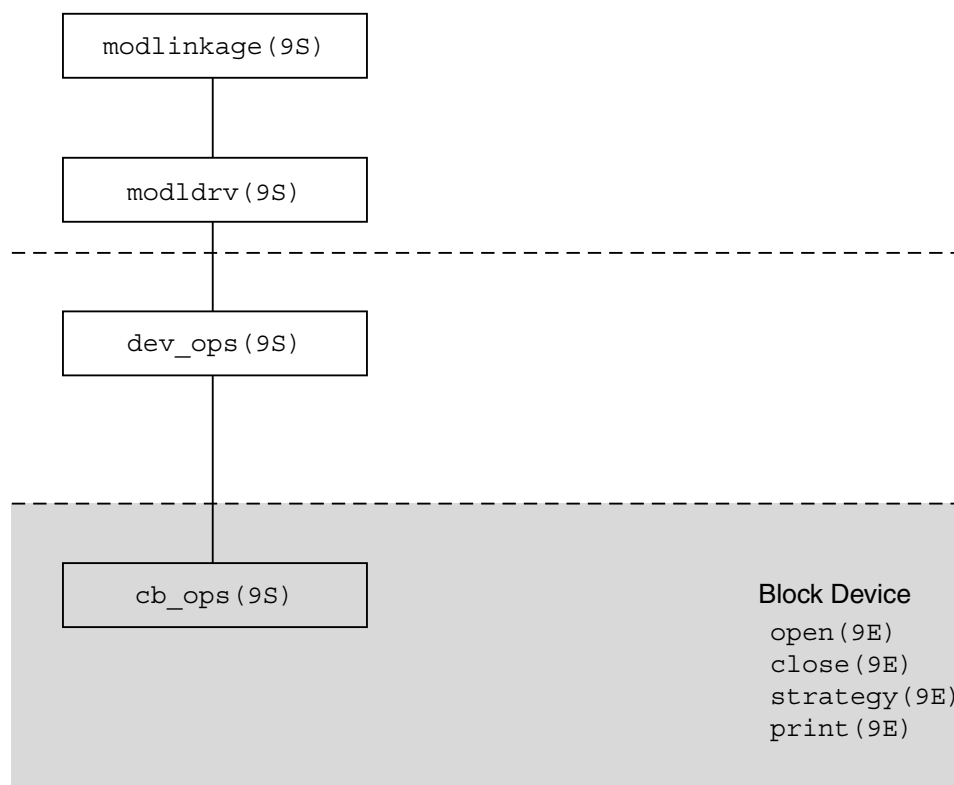 modlinkage(9S)
modldrv(9S)
dev_ops(9S)
cb_ops(9S)
Block Device
open(9E)
close(9E)
strategy(9E)
print(9E)